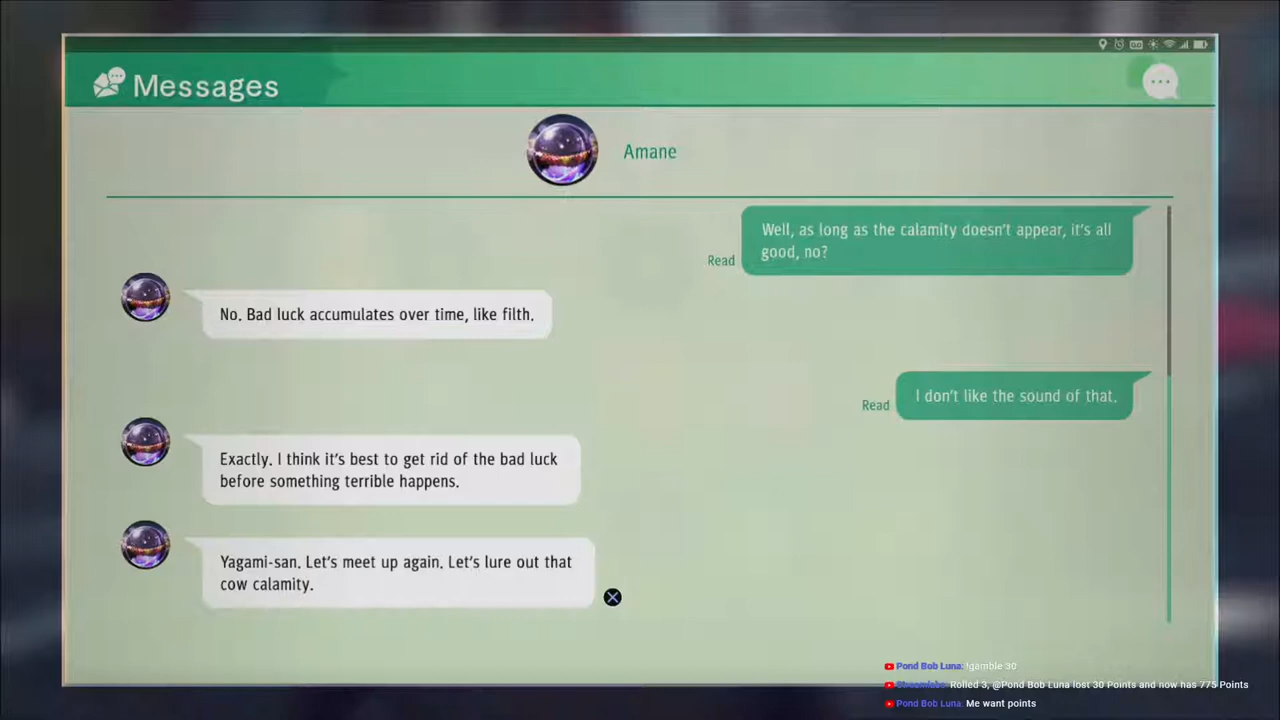 Messages
Amane
Well, as long as the calamity doesn't appear, it's all
good, no?
Read
No. Bad luck accumulates over time, like filth.
I don't like the sound of that.
Read
Exactly. I think it's best to get rid of the bad luck
before something terrible happens.
Yagami-san. Let's meet up again. Let's lure out that
cow calamity.
Pond Bob Luna: !gamble 30
Streamlabs: Rolled 3, @Pond Bob Luna lost 30 Points and now has 775 Points
Pond Bob Luna: Me want points